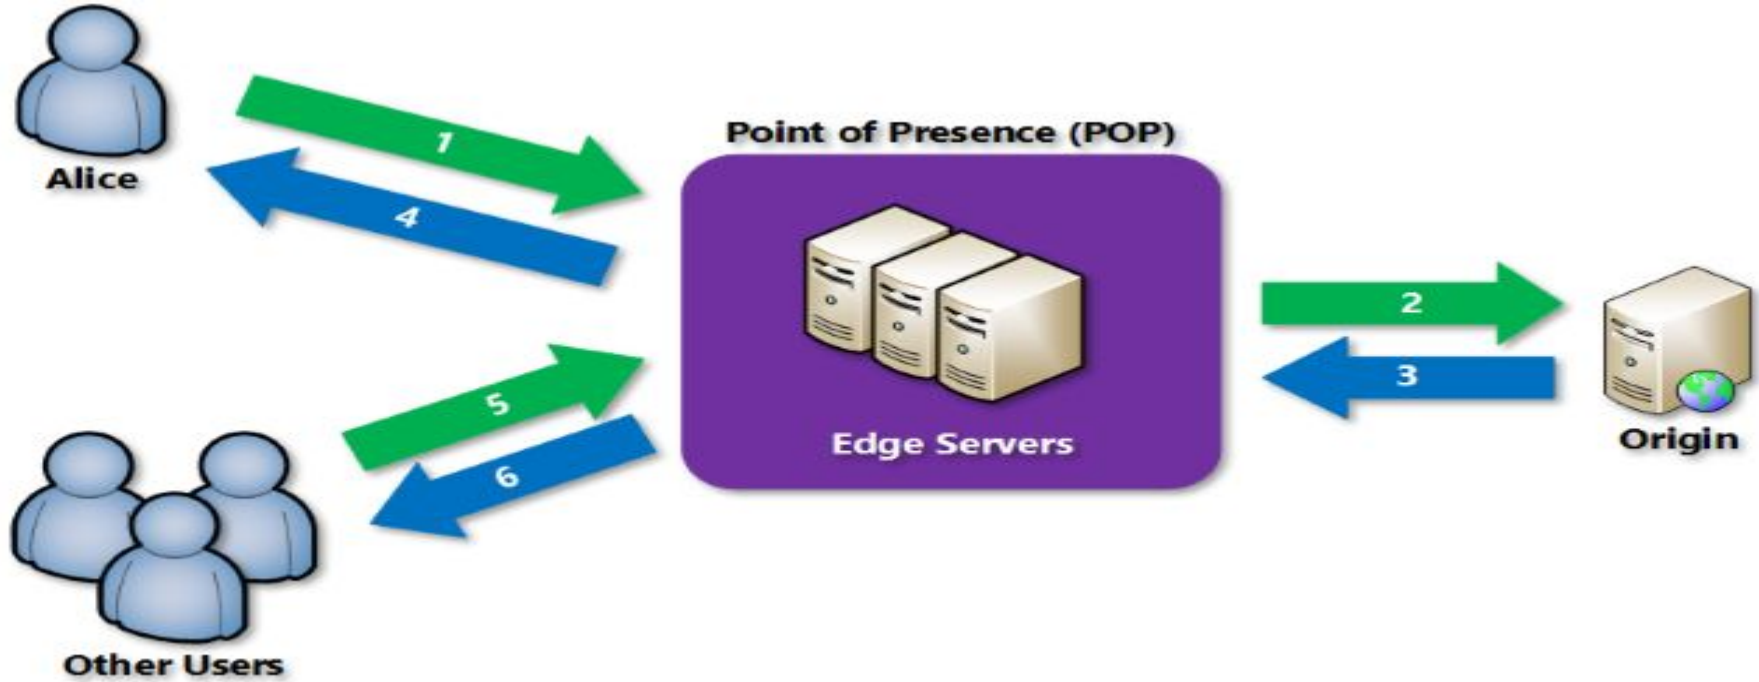 Alice
1
4
Point of Presence (POP)
Edge Servers
2
3
Origin
5
6
Other Users